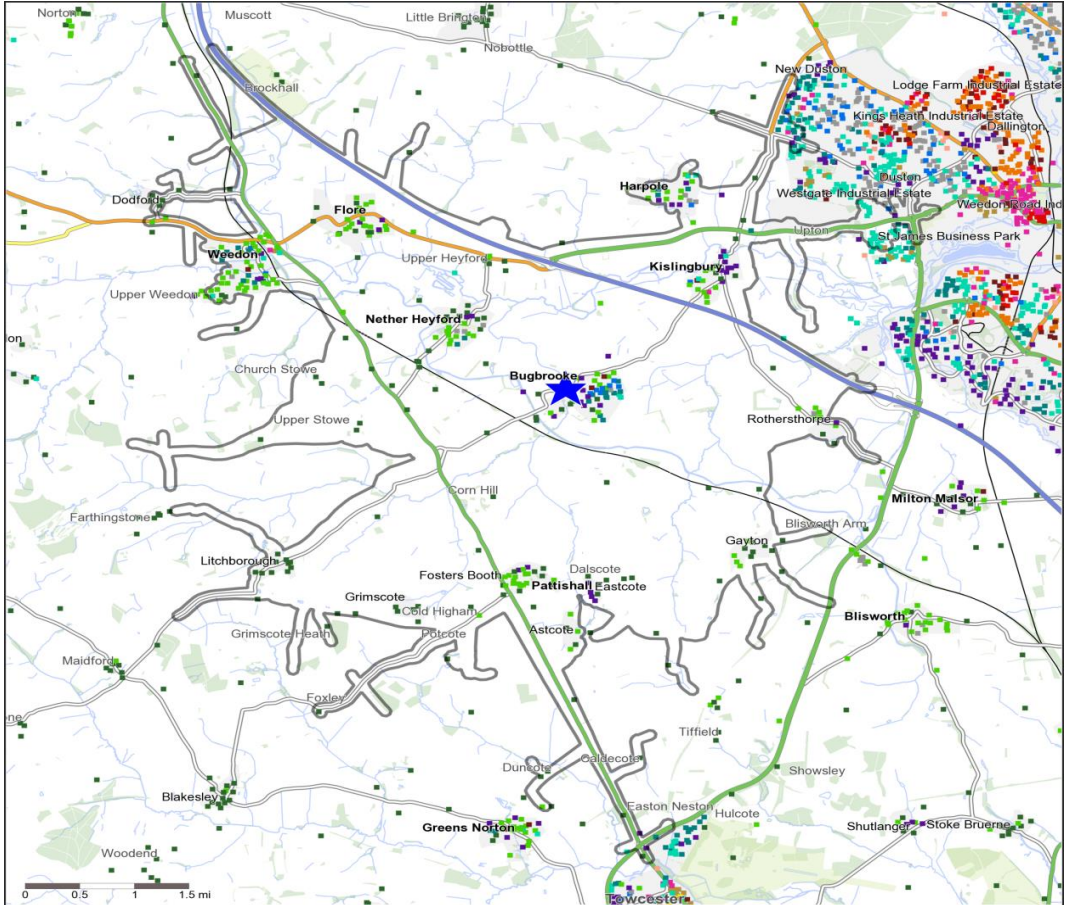 Norton
Muscott
Little Brington
Nobottle
Brockhall
New Duston
Lodge Farm Industrial Estate
Kings Heath Industrial Estate
Dallington
Duston
Harpole
Westgate Industrial Estate
Weedon Road Ind
Dodford
Flore
Upton
St James Business Park
Weedon
Upper Heyford
Kislingbury
Upper Weedon
Nether Heyford
Church Stowe
Bugbrooke
Upper Stowe
Rothersthorpe
Corn Hill
Milton Malsor
Farthingstone
Blisworth Arm
Gayton
Litchborough
Fosters Booth
Dalscote
Pattishall
Eastcote
Grimscote
Cold Higham
Astcote
Blisworth
Grimscote Heath
Potcote
Maidford
Foxley
Tiffield
Caldecote
Duncote
Showsley
Blakesley
Easton Neston
Hulcote
Greens Norton
Shutlanger
Stoke Bruerne
Woodend
0 0.5 1 1.5 mi
Towcester